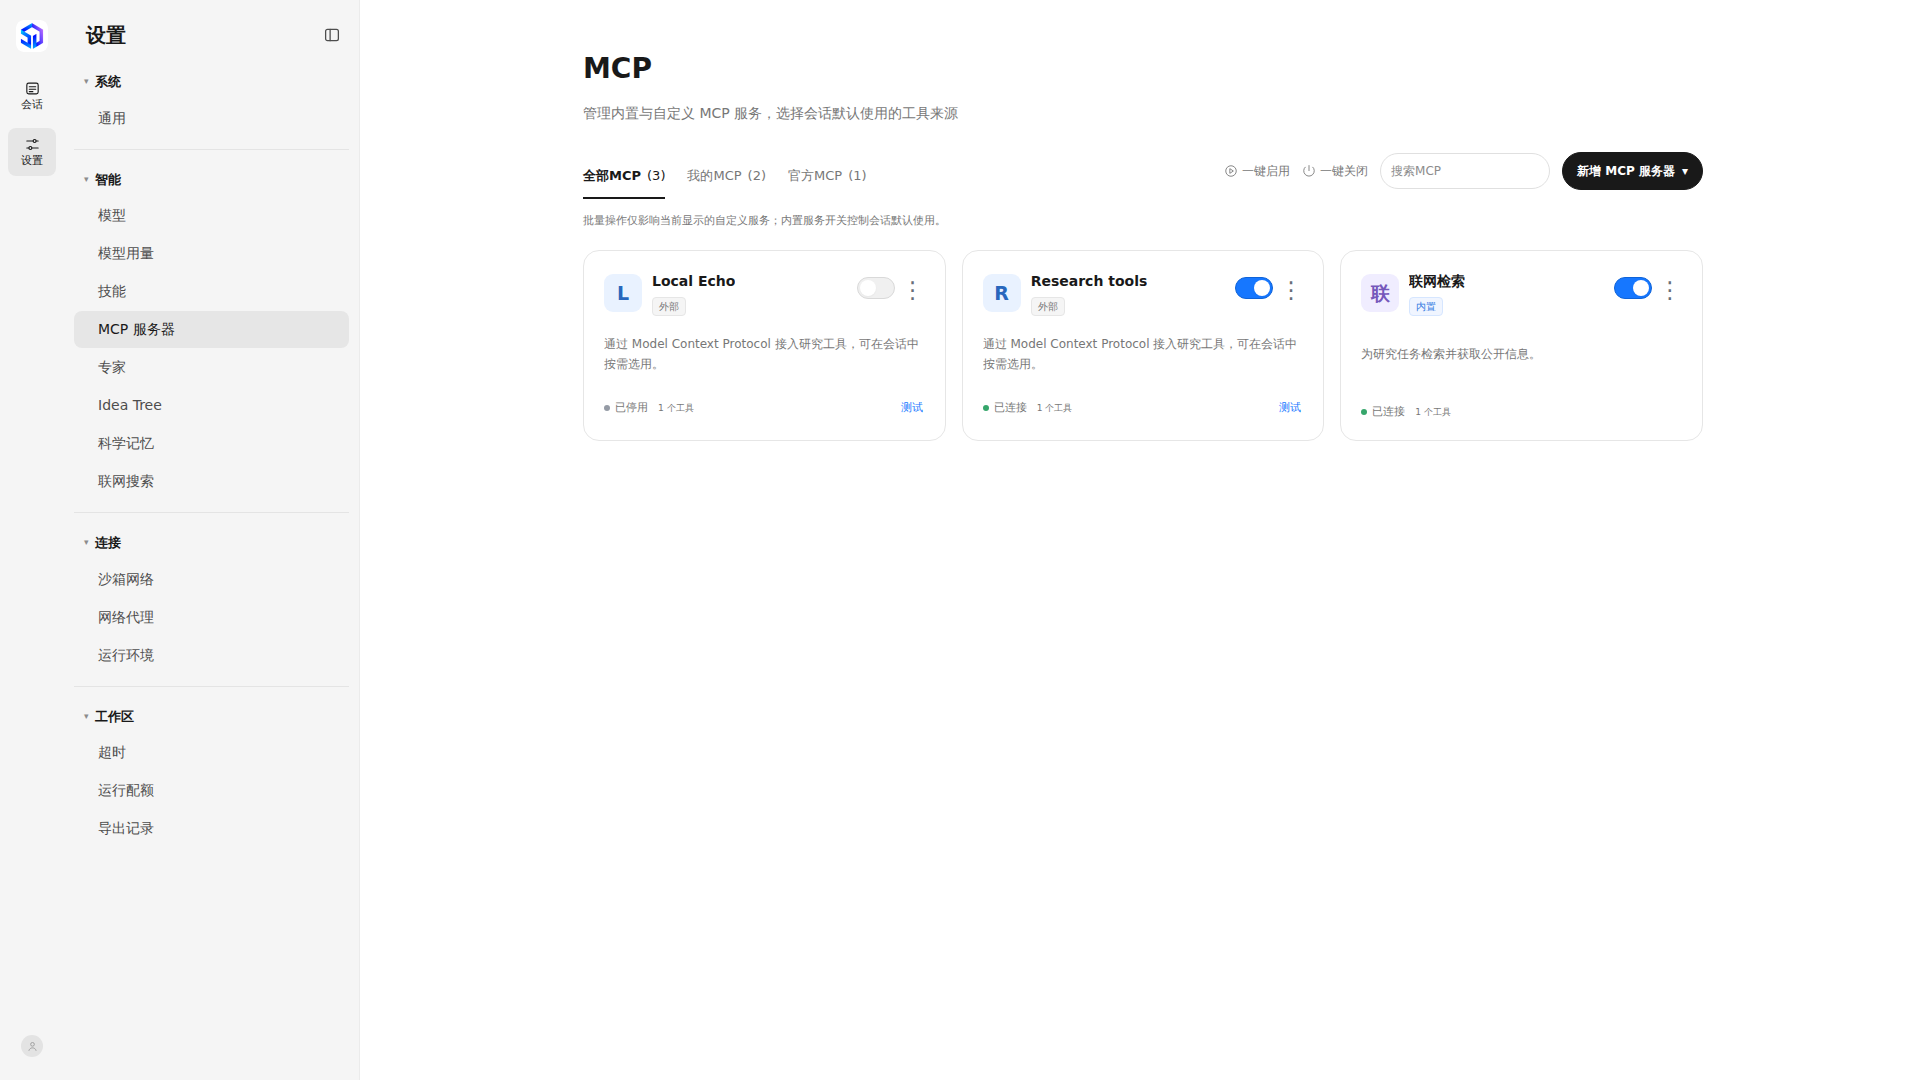 设置
会话
设置
系统
通用
智能
模型
模型用量
技能
MCP 服务器
专家
Idea Tree
科学记忆
联网搜索
连接
沙箱网络
网络代理
运行环境
工作区
超时
运行配额
导出记录
MCP
管理内置与自定义 MCP 服务，选择会话默认使用的工具来源
全部MCP (3) 我的MCP (2) 官方MCP (1)
一键启用 一键关闭 搜索MCP 新增 MCP 服务器 ▾
批量操作仅影响当前显示的自定义服务；内置服务开关控制会话默认使用。
L
Local Echo
外部
通过 Model Context Protocol 接入研究工具，可在会话中
按需选用。
已停用 1 个工具 测试
R
Research tools
外部
通过 Model Context Protocol 接入研究工具，可在会话中
按需选用。
已连接 1 个工具 测试
联
联网检索
内置
为研究任务检索并获取公开信息。
已连接 1 个工具